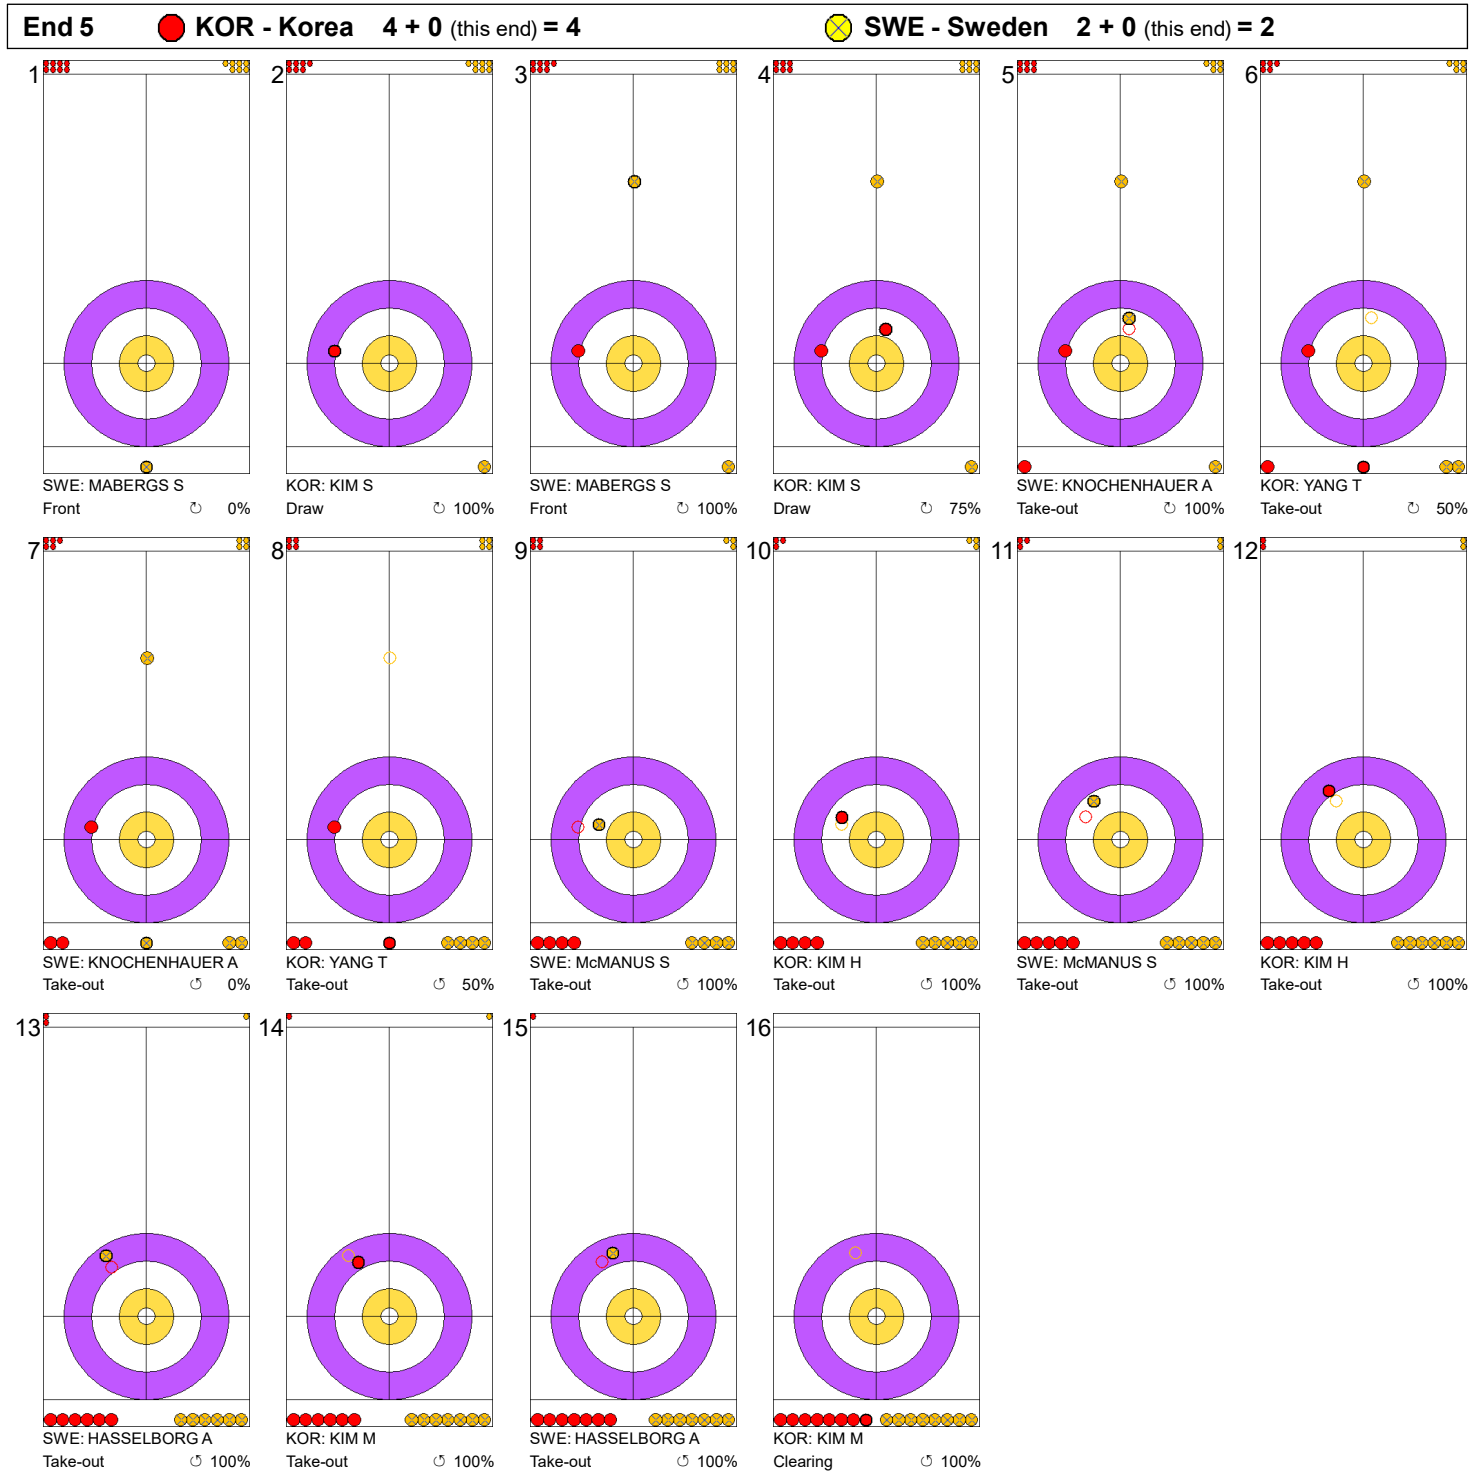 End 5 KOR - Korea 4 + 0 (this end) = 4 SWE - Sweden 2 + 0 (this end) = 2
1 2 3 4 5 6
SWE: MABERGS S KOR: KIM S SWE: MABERGS S KOR: KIM S SWE: KNOCHENHAUER A KOR: YANG T
Front ↻ 0% Draw ↻ 100% Front ↻ 100% Draw ↻ 75% Take-out ↻ 100% Take-out ↻ 50%
7 8 9 10 11 12
SWE: KNOCHENHAUER A KOR: YANG T SWE: McMANUS S KOR: KIM H SWE: McMANUS S KOR: KIM H
Take-out ↺ 0% Take-out ↺ 50% Take-out ↺ 100% Take-out ↺ 100% Take-out ↺ 100% Take-out ↺ 100%
13 14 15 16
SWE: HASSELBORG A KOR: KIM M SWE: HASSELBORG A KOR: KIM M
Take-out ↺ 100% Take-out ↺ 100% Take-out ↺ 100% Clearing ↺ 100%